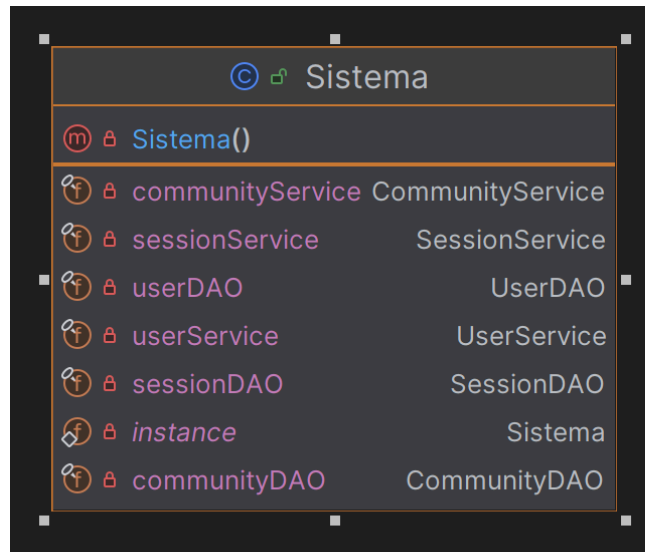 © Sistema
m Sistema()
f communityService CommunityService
f sessionService SessionService
f userDAO UserDAO
f userService UserService
f sessionDAO SessionDAO
f instance Sistema
f communityDAO CommunityDAO